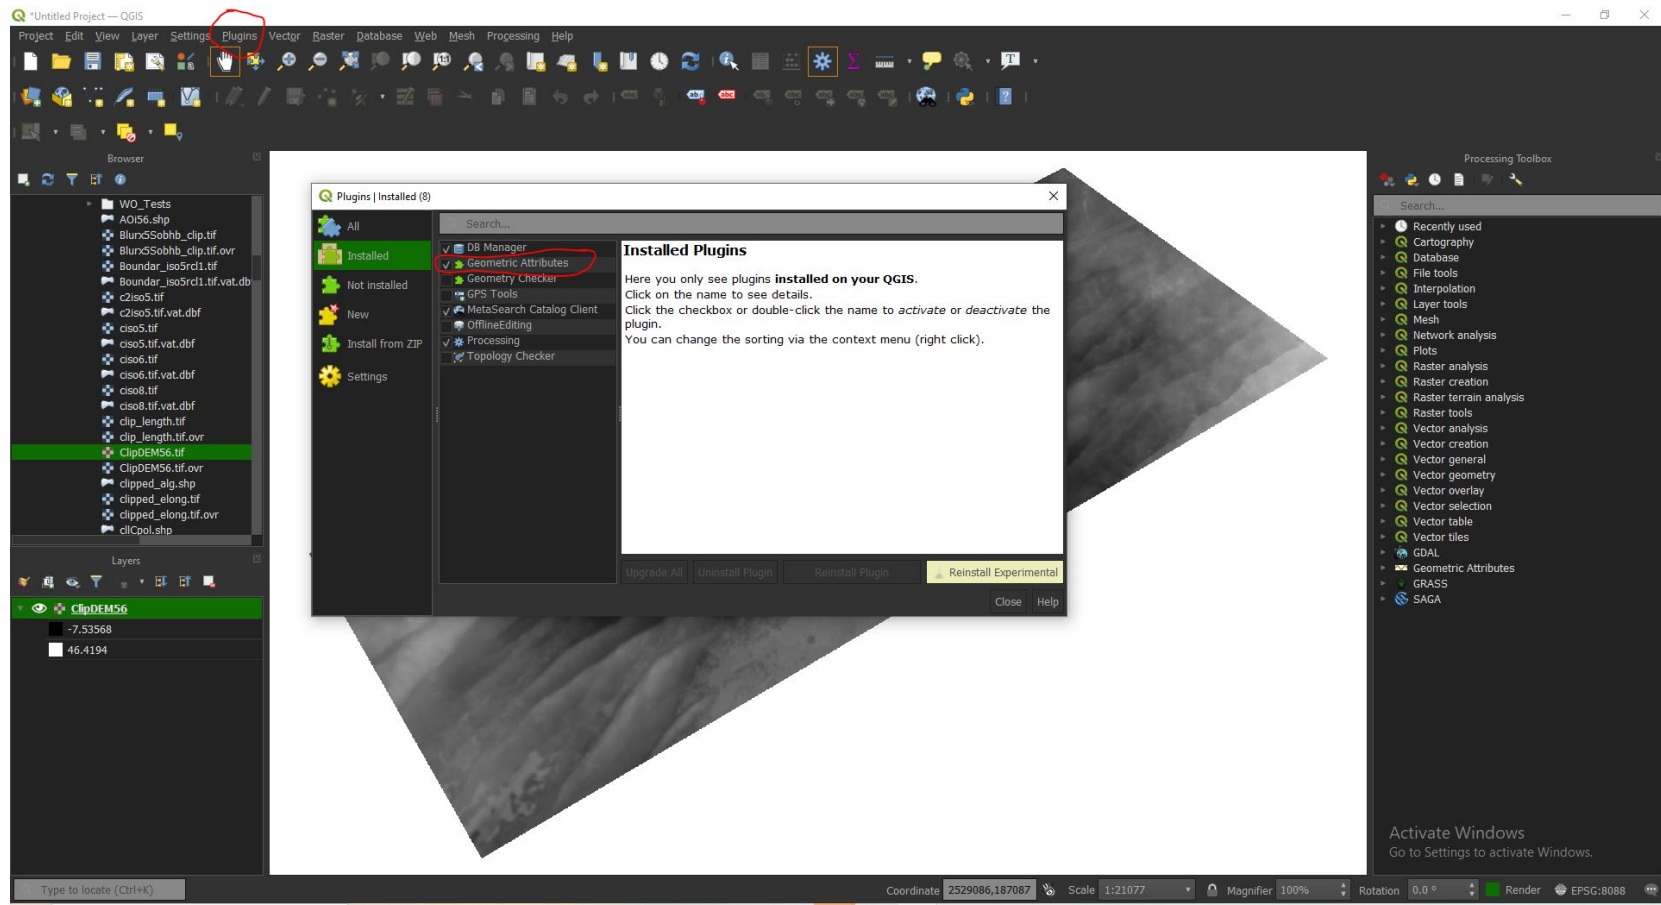 *Untitled Project — QGIS
Project Edit View Layer Settings Plugins Vector Raster Database Web Mesh Processing Help
Browser
WO_Tests
AOi56.shp
Blurx5Sobhb_clip.tif
Blurx5Sobhb_clip.tif.ovr
Boundar_iso5rcl1.tif
Boundar_iso5rcl1.tif.vat.db
c2iso5.tif
c2iso5.tif.vat.dbf
ciso5.tif
ciso5.tif.vat.dbf
ciso6.tif
ciso6.tif.vat.dbf
ciso8.tif
ciso8.tif.vat.dbf
clip_length.tif
clip_length.tif.ovr
ClipDEM56.tif
ClipDEM56.tif.ovr
clipped_alg.shp
clipped_elong.tif
clipped_elong.tif.ovr
cllCpol.shp
Layers
ClipDEM56
-7.53568
46.4194
Plugins | Installed (8)
All
Installed
Not installed
New
Install from ZIP
Settings
Search...
DB Manager
Geometric Attributes
Geometry Checker
GPS Tools
MetaSearch Catalog Client
OfflineEditing
Processing
Topology Checker
Installed Plugins
Here you only see plugins installed on your QGIS.
Click on the name to see details.
Click the checkbox or double-click the name to activate or deactivate the
plugin.
You can change the sorting via the context menu (right click).
Upgrade All Uninstall Plugin Reinstall Plugin Reinstall Experimental
Close Help
Processing Toolbox
Search...
Recently used
Cartography
Database
File tools
Interpolation
Layer tools
Mesh
Network analysis
Plots
Raster analysis
Raster creation
Raster terrain analysis
Raster tools
Vector analysis
Vector creation
Vector general
Vector geometry
Vector overlay
Vector selection
Vector table
Vector tiles
GDAL
Geometric Attributes
GRASS
SAGA
Activate Windows
Go to Settings to activate Windows.
Type to locate (Ctrl+K) Coordinate 2529086,187087 Scale 1:21077 Magnifier 100% Rotation 0.0 ° Render EPSG:8088